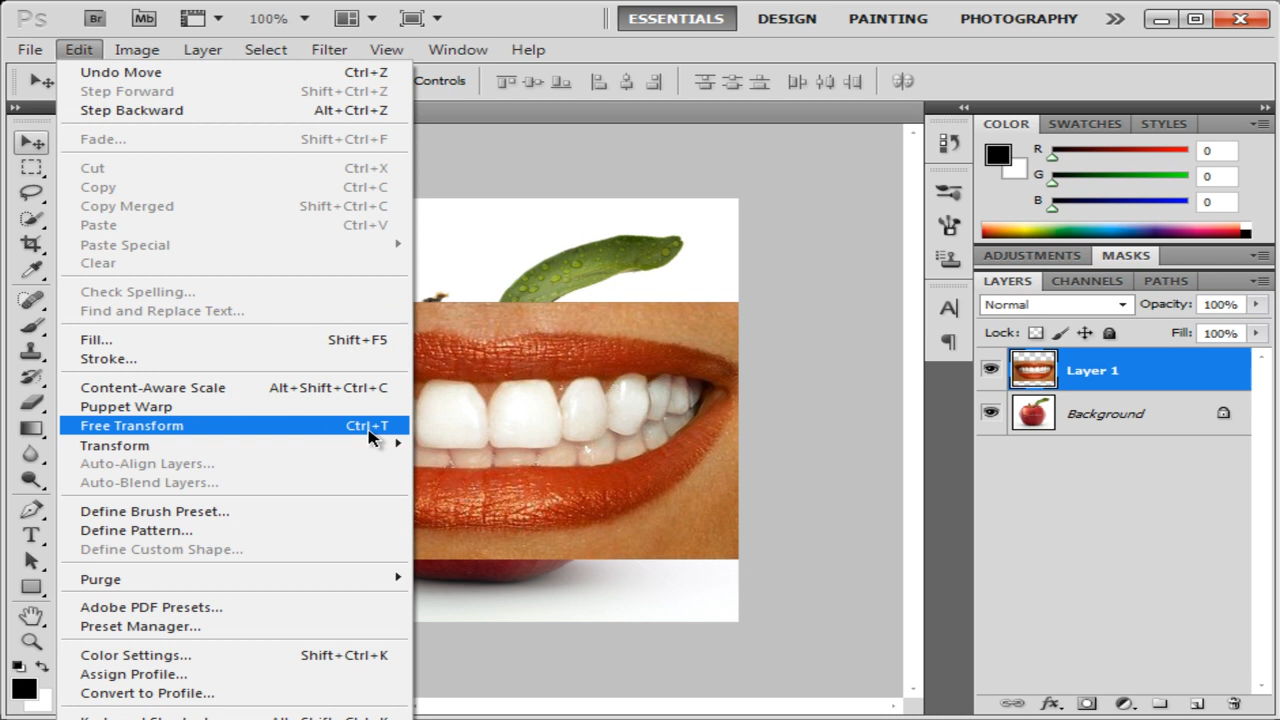 Ps Br Mb 100% ESSENTIALS DESIGN PAINTING PHOTOGRAPHY
File Edit Image Layer Select Filter View Window Help
Controls
Undo Move Ctrl+Z
Step Forward Shift+Ctrl+Z
Step Backward Alt+Ctrl+Z
Fade... Shift+Ctrl+F
Cut Ctrl+X
Copy Ctrl+C
Copy Merged Shift+Ctrl+C
Paste Ctrl+V
Paste Special
Clear
Check Spelling...
Find and Replace Text...
Fill... Shift+F5
Stroke...
Content-Aware Scale Alt+Shift+Ctrl+C
Puppet Warp
Free Transform Ctrl+T
Transform
Auto-Align Layers...
Auto-Blend Layers...
Define Brush Preset...
Define Pattern...
Define Custom Shape...
Purge
Adobe PDF Presets...
Preset Manager...
Color Settings... Shift+Ctrl+K
Assign Profile...
Convert to Profile...
COLOR SWATCHES STYLES
R 0
G 0
B 0
ADJUSTMENTS MASKS
LAYERS CHANNELS PATHS
Normal Opacity: 100%
Lock: Fill: 100%
Layer 1
Background